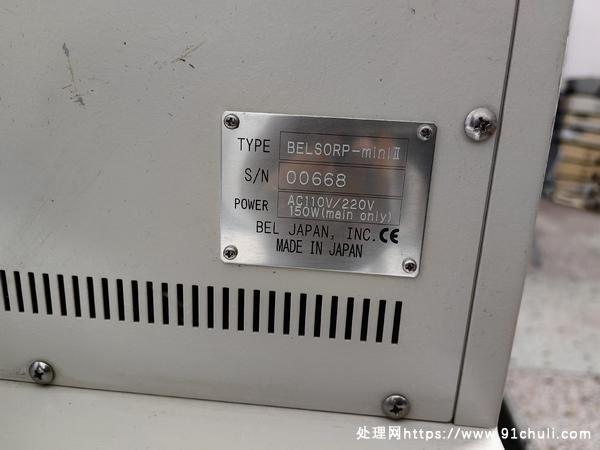 TYPE BELSORP-miniII
S/N 00668
POWER AC110V/220V
150W(main only)
BEL JAPAN, INC. CE
MADE IN JAPAN
处理网https://www.91chuli.com/